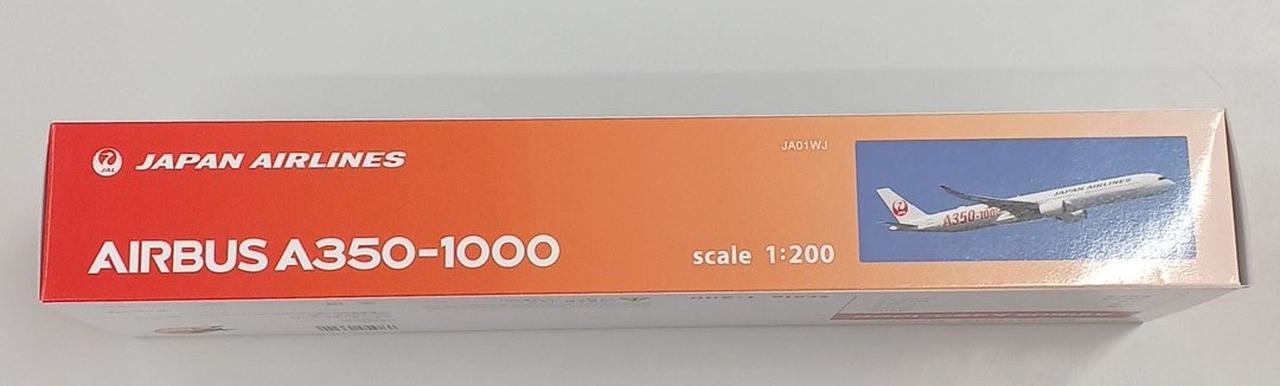 JAL
JAPAN AIRLINES
JA01WJ
AIRBUS A350-1000
scale 1:200
JAPAN AIRLINES
A350-1000